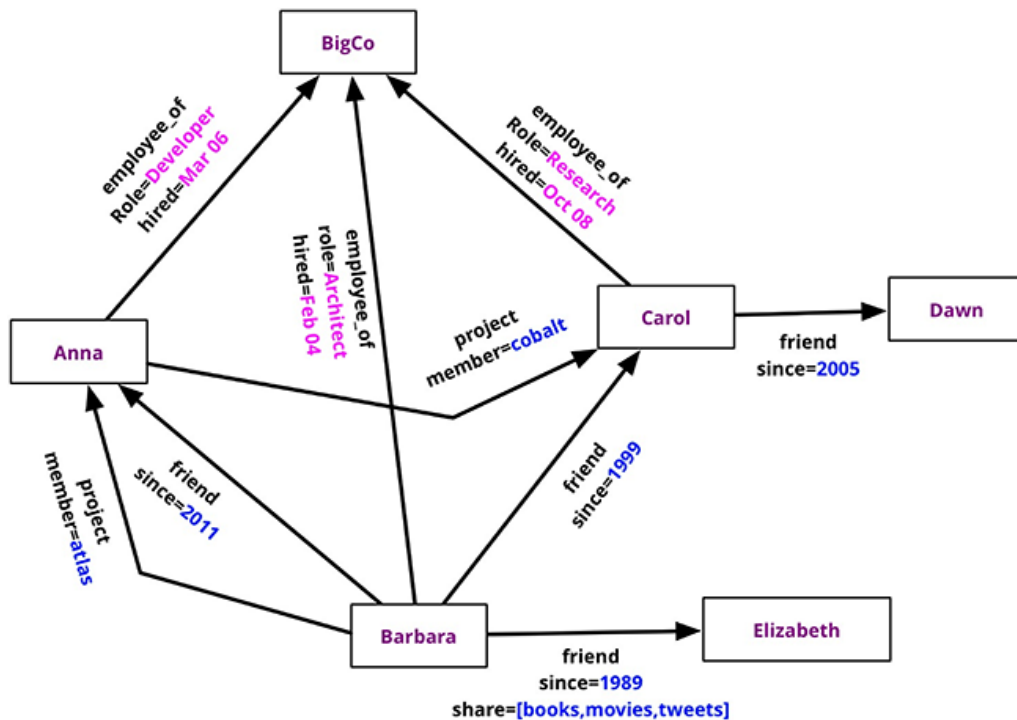 BigCo
employee_of
Role=Developer
hired=Mar 06
employee_of
Role=Research
hired=Oct 08
employee_of
role=Architect
hired=Feb 04
Anna
project
member=cobalt
Carol
friend
since=2005
Dawn
project
member=atlas
friend
since=2011
friend
since=1999
Barbara
friend
since=1989
share=[books,movies,tweets]
Elizabeth